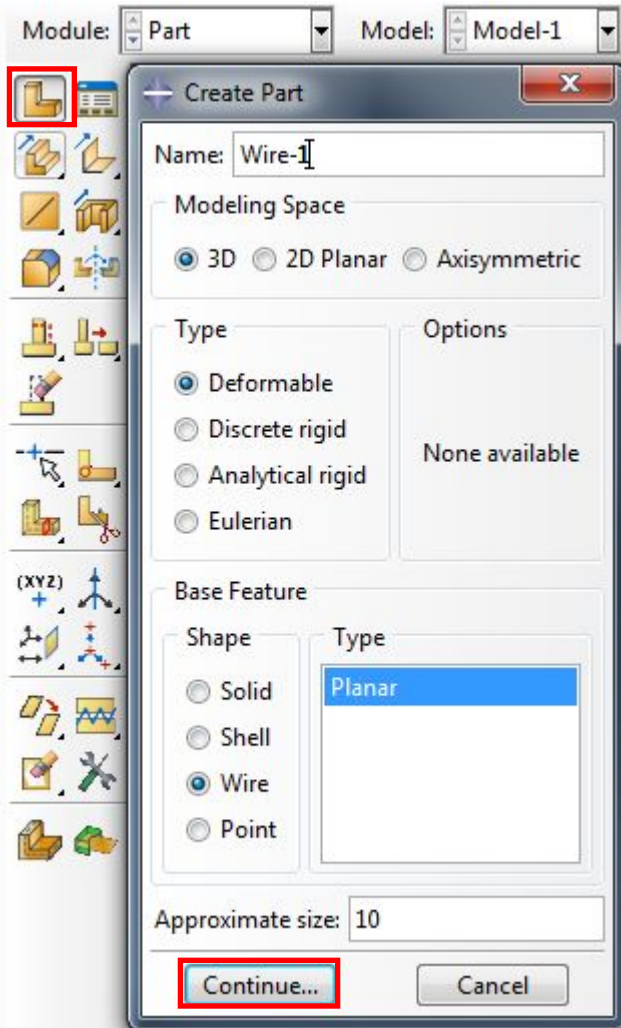 Module: Part Model: Model-1
Create Part
Name: Wire-1
Modeling Space
3D 2D Planar Axisymmetric
Type Options
Deformable
Discrete rigid
None available
Analytical rigid
Eulerian
Base Feature
Shape Type
Solid Planar
Shell
Wire
Point
(XYZ)
Approximate size: 10
Continue... Cancel